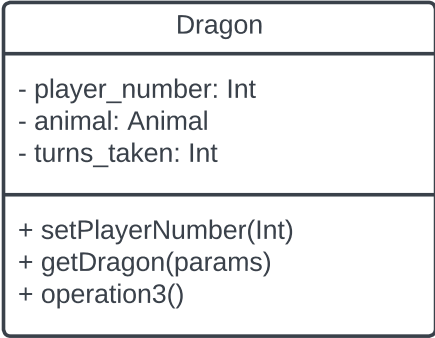 Dragon
- player_number: Int
- animal: Animal
- turns_taken: Int
+ setPlayerNumber(Int)
+ getDragon(params)
+ operation3()